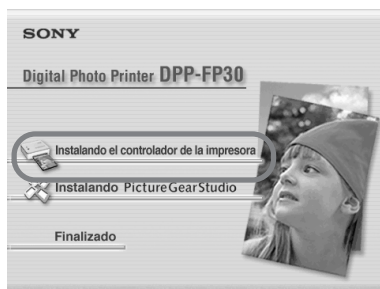 SONY
Digital Photo Printer DPP-FP30
Instalando el controlador de la impresora
Instalando PictureGearStudio
Finalizado